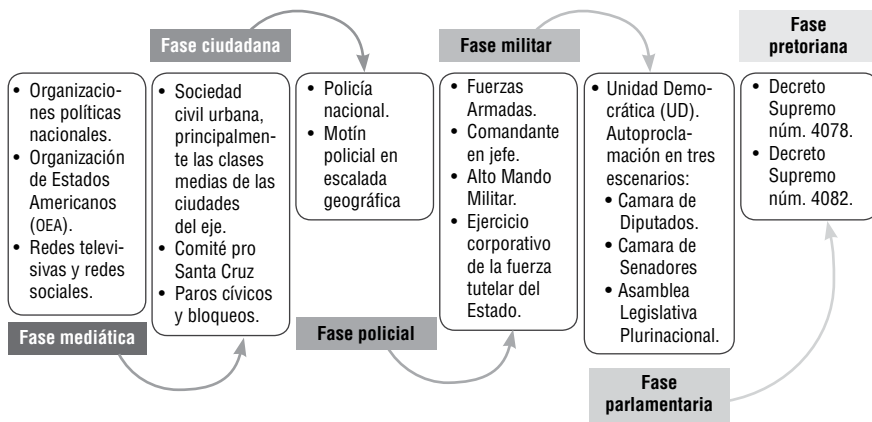 Fase mediática
• Organizacio-
nes políticas
nacionales.
• Organización
de Estados
Americanos
(OEA).
• Redes televi-
sivas y redes
sociales.
Fase ciudadana
• Sociedad
civil urbana,
principalmen-
te las clases
medias de las
ciudades
del eje.
• Comité pro
Santa Cruz
• Paros cívicos
y bloqueos.
Fase policial
• Policía
nacional.
• Motín
policial en
escalada
geográfica
Fase militar
• Fuerzas
Armadas.
• Comandante
en jefe.
• Alto Mando
Militar.
• Ejercicio
corporativo
de la fuerza
tutelar del
Estado.
Fase
parlamentaria
• Unidad Demo-
crática (UD).
Autoprocla-
mación en tres
escenarios:
• Camara de
Diputados.
• Camara de
Senadores
• Asamblea
Legislativa
Plurinacional.
Fase
pretoriana
• Decreto
Supremo
núm. 4078.
• Decreto
Supremo
núm. 4082.